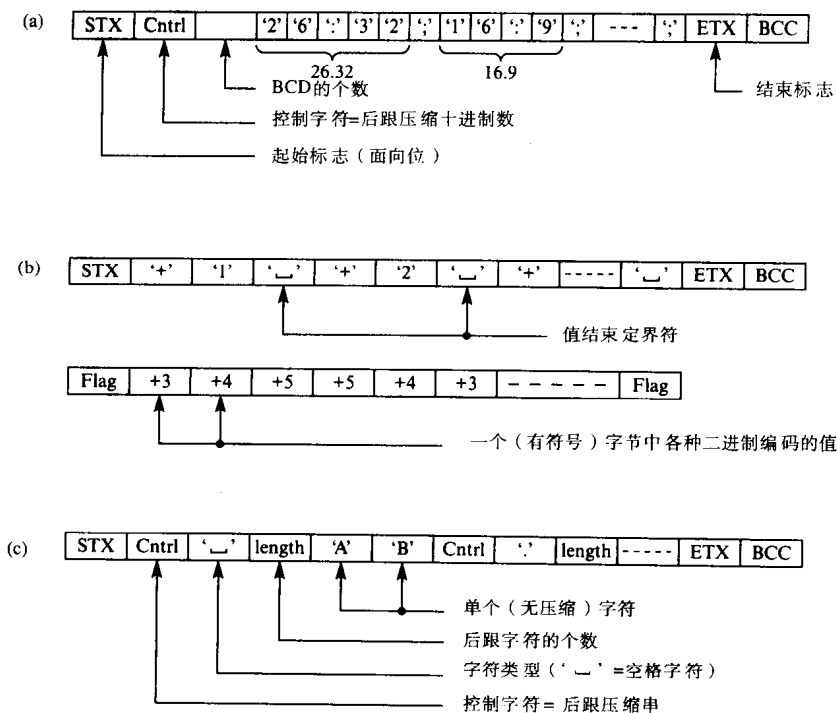 (a) STX Cntrl '2' '6' ':' '3' '2' ';' '1' '6' ':' '9' ';' --- ';' ETX BCC
26.32 16.9
BCD的个数 结束标志
控制字符=后跟压缩十进制数
起始标志（面向位）
(b) STX '+' '1' '␣' '+' '2' '␣' '+' ----- '␣' ETX BCC
值结束定界符
Flag +3 +4 +5 +5 +4 +3 ----- Flag
一个（有符号）字节中各种二进制编码的值
(c) STX Cntrl '␣' length 'A' 'B' Cntrl '.' length ----- ETX BCC
单个（无压缩）字符
后跟字符的个数
字符类型（'␣'=空格字符）
控制字符=后跟压缩串